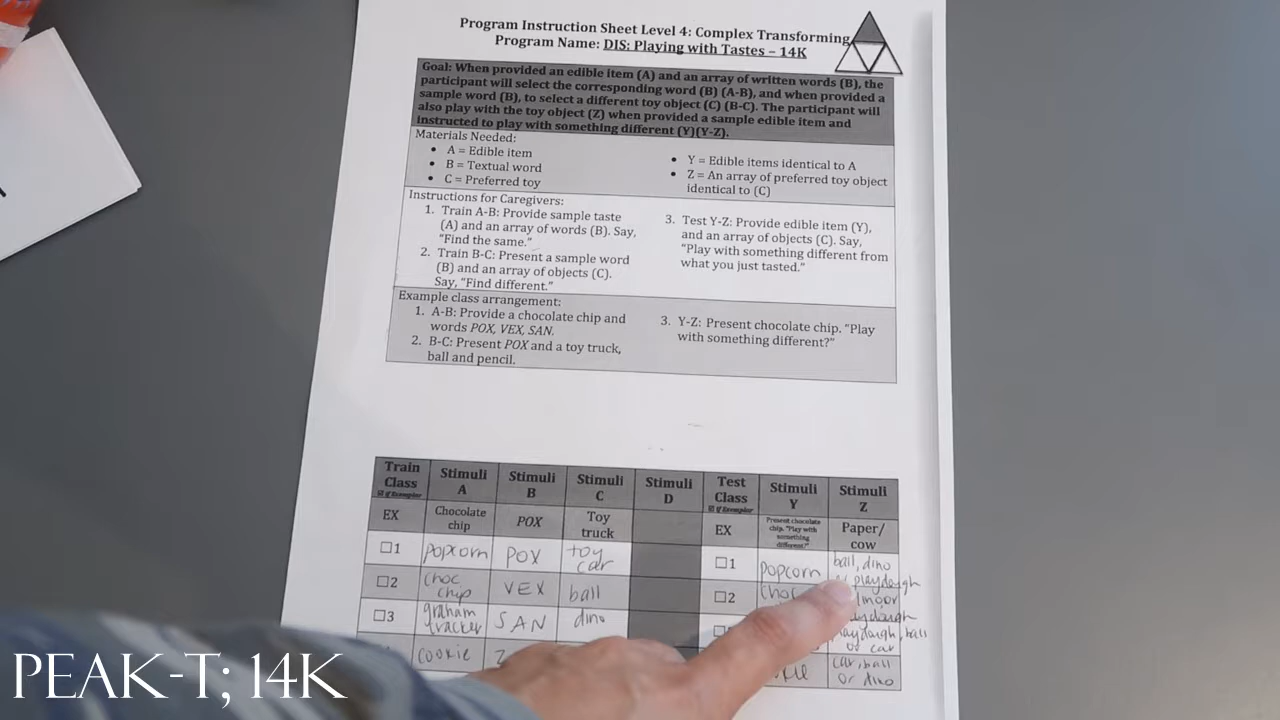 Program Instruction Sheet Level 4: Complex Transforming
Program Name: DIS: Playing with Tastes – 14K
Goal: When provided an edible item (A) and an array of written words (B), the
participant will select the corresponding word (B) (A-B), and when provided a
sample word (B), to select a different toy object (C) (B-C). The participant will
also play with the toy object (Z) when provided a sample edible item and
instructed to play with something different (Y)(Y-Z).
Materials Needed:
• A = Edible item
• B = Textual word
• C = Preferred toy
• Y = Edible items identical to A
• Z = An array of preferred toy object
identical to (C)
Instructions for Caregivers:
1. Train A-B: Provide sample taste
(A) and an array of words (B). Say,
"Find the same."
2. Train B-C: Present a sample word
(B) and an array of objects (C).
Say, "Find different."
3. Test Y-Z: Provide edible item (Y),
and an array of objects (C). Say,
"Play with something different from
what you just tasted."
Example class arrangement:
1. A-B: Provide a chocolate chip and
words POX, VEX, SAN.
2. B-C: Present POX and a toy truck,
ball and pencil.
3. Y-Z: Present chocolate chip. "Play
with something different?"
Train Class Stimuli A Stimuli B Stimuli C Stimuli D Test Class Stimuli Y Stimuli Z
EX Chocolate chip POX Toy truck EX Present chocolate chip. "Play with something different?" Paper/ cow
1 popcorn POX toy car 1 popcorn ball, dino playdough
2 choc chip VEX ball 2
3 graham cracker SAN dino playdough, ball or car
cookie car, ball or dino
PEAK-T; 14K